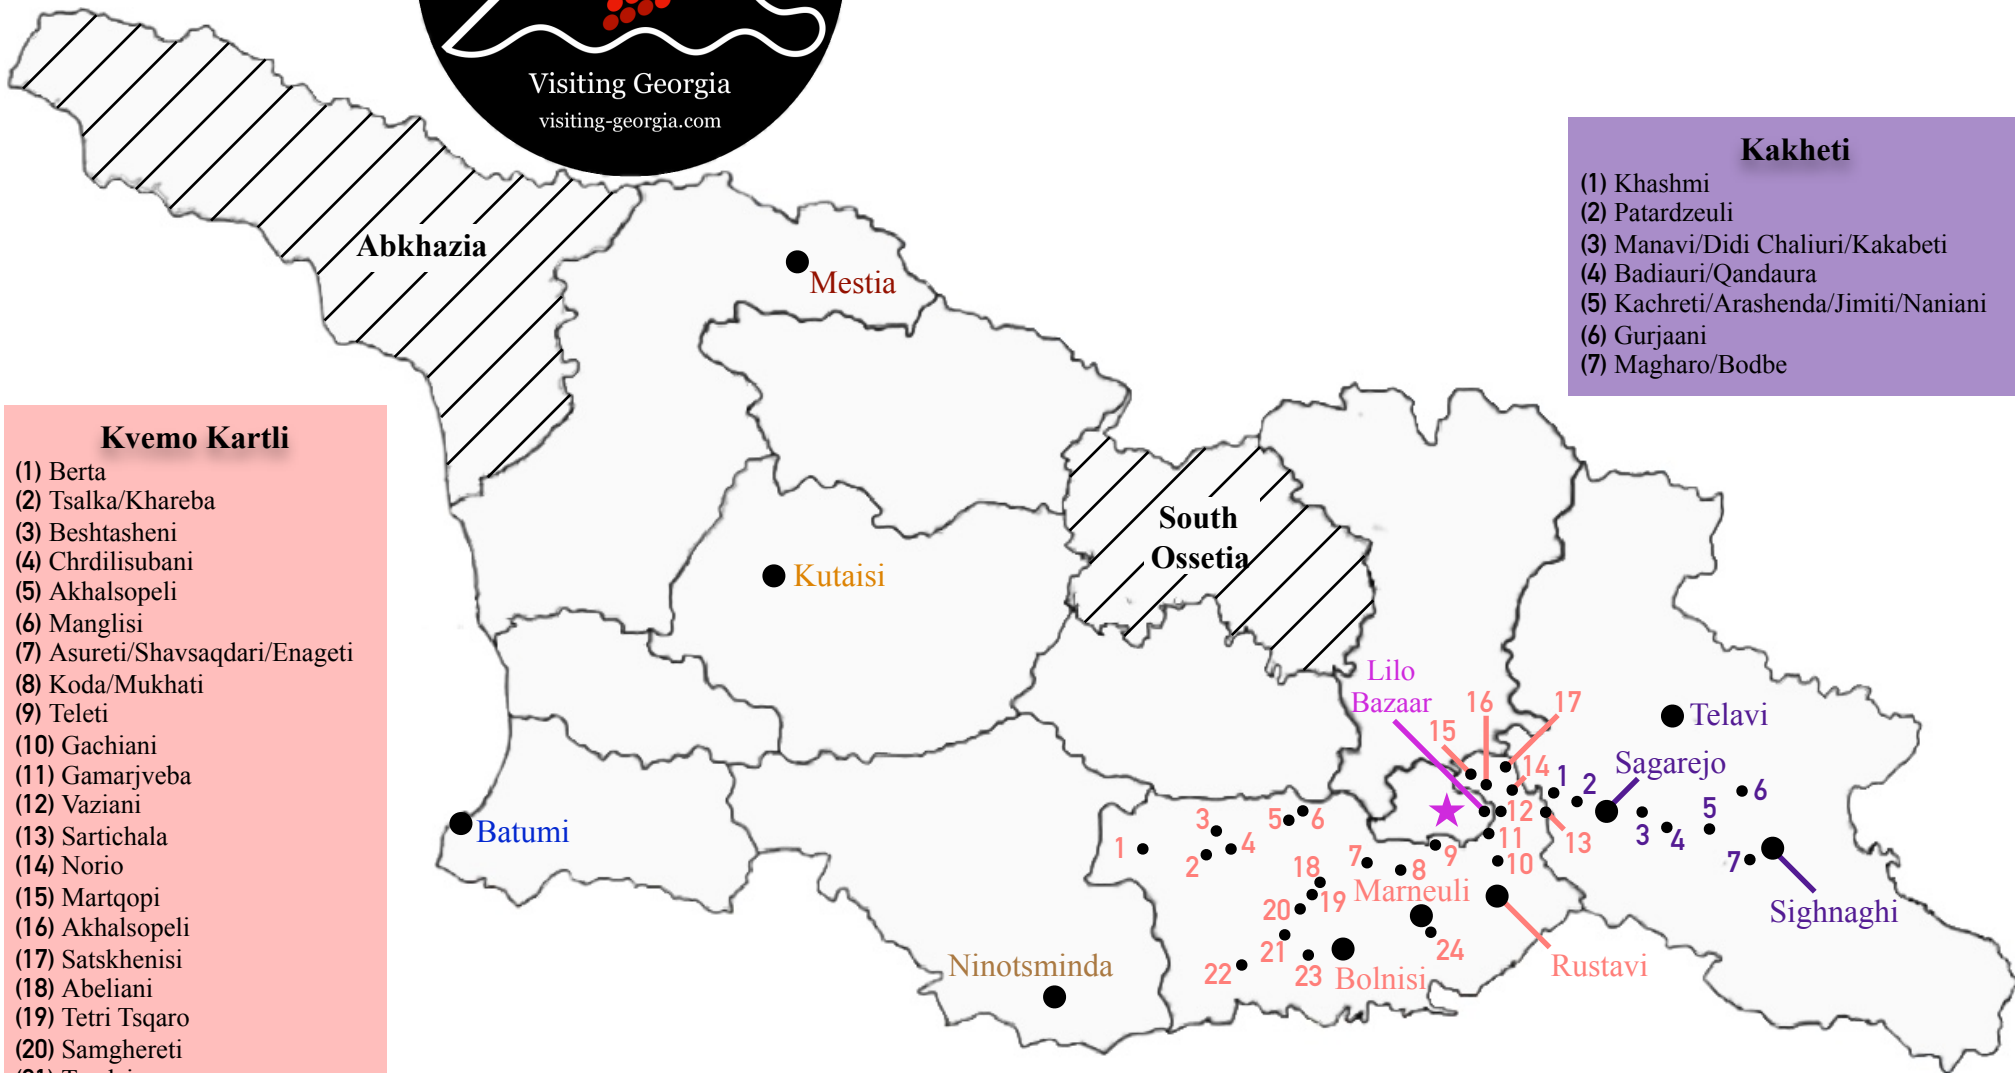 Visiting Georgia
visiting-georgia.com
Kakheti
(1) Khashmi
(2) Patardzeuli
(3) Manavi/Didi Chaliuri/Kakabeti
(4) Badiauri/Qandaura
(5) Kachreti/Arashenda/Jimiti/Naniani
(6) Gurjaani
(7) Magharo/Bodbe
Abkhazia
Mestia
Kvemo Kartli
(1) Berta
(2) Tsalka/Khareba
(3) Beshtasheni
(4) Chrdilisubani
(5) Akhalsopeli
(6) Manglisi
(7) Asureti/Shavsaqdari/Enageti
(8) Koda/Mukhati
(9) Teleti
(10) Gachiani
(11) Gamarjveba
(12) Vaziani
(13) Sartichala
(14) Norio
(15) Martqopi
(16) Akhalsopeli
(17) Satskhenisi
(18) Abeliani
(19) Tetri Tsqaro
(20) Samghereti
South
Ossetia
Kutaisi
Lilo
Bazaar
16
17
15
Telavi
14
Sagarejo
1
2
6
Batumi
5
6
12
3
5
3
4
13
11
1
4
2
9
10
7
8
7
18
Marneuli
19
20
Sighnaghi
21
24
22
23
Bolnisi
Rustavi
Ninotsminda